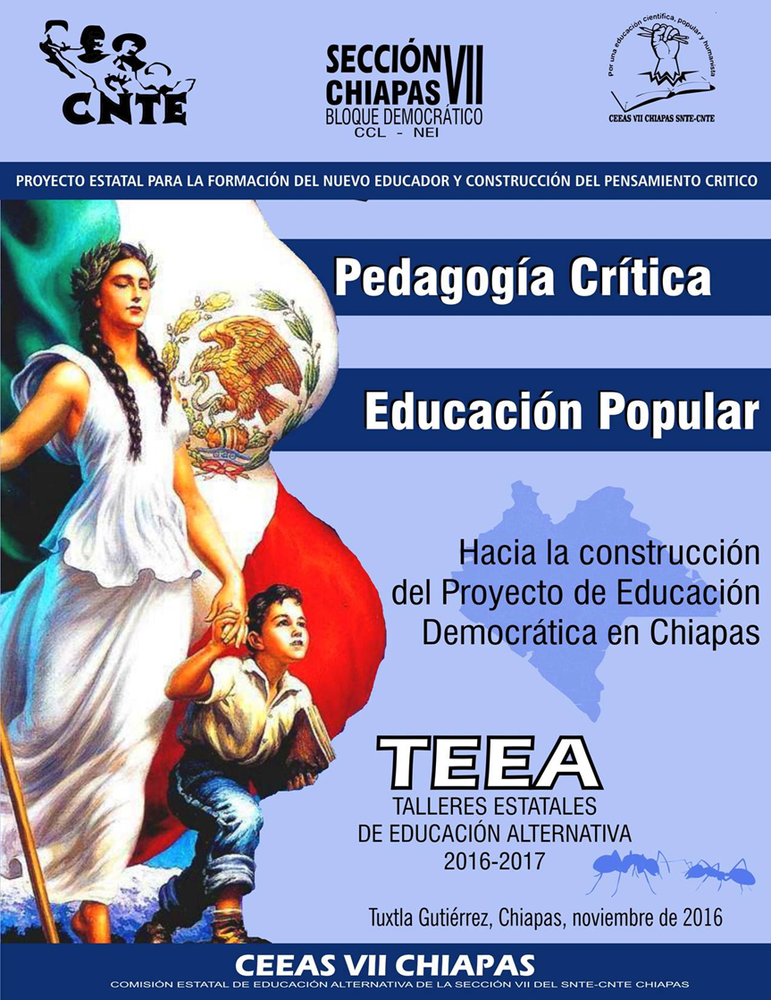 CNTE
SECCIÓN VII
CHIAPAS
BLOQUE DEMOCRÁTICO
CCL - NEI
Por una educación científica, popular y humanista
CEEAS VII CHIAPAS SNTE-CNTE
PROYECTO ESTATAL PARA LA FORMACIÓN DEL NUEVO EDUCADOR Y CONSTRUCCIÓN DEL PENSAMIENTO CRITICO
Pedagogía Crítica
Educación Popular
Hacia la construcción
del Proyecto de Educación
Democrática en Chiapas
TEEA
TALLERES ESTATALES
DE EDUCACIÓN ALTERNATIVA
2016-2017
Tuxtla Gutiérrez, Chiapas, noviembre de 2016
CEEAS VII CHIAPAS
COMISIÓN ESTATAL DE EDUCACIÓN ALTERNATIVA DE LA SECCIÓN VII DEL SNTE-CNTE CHIAPAS